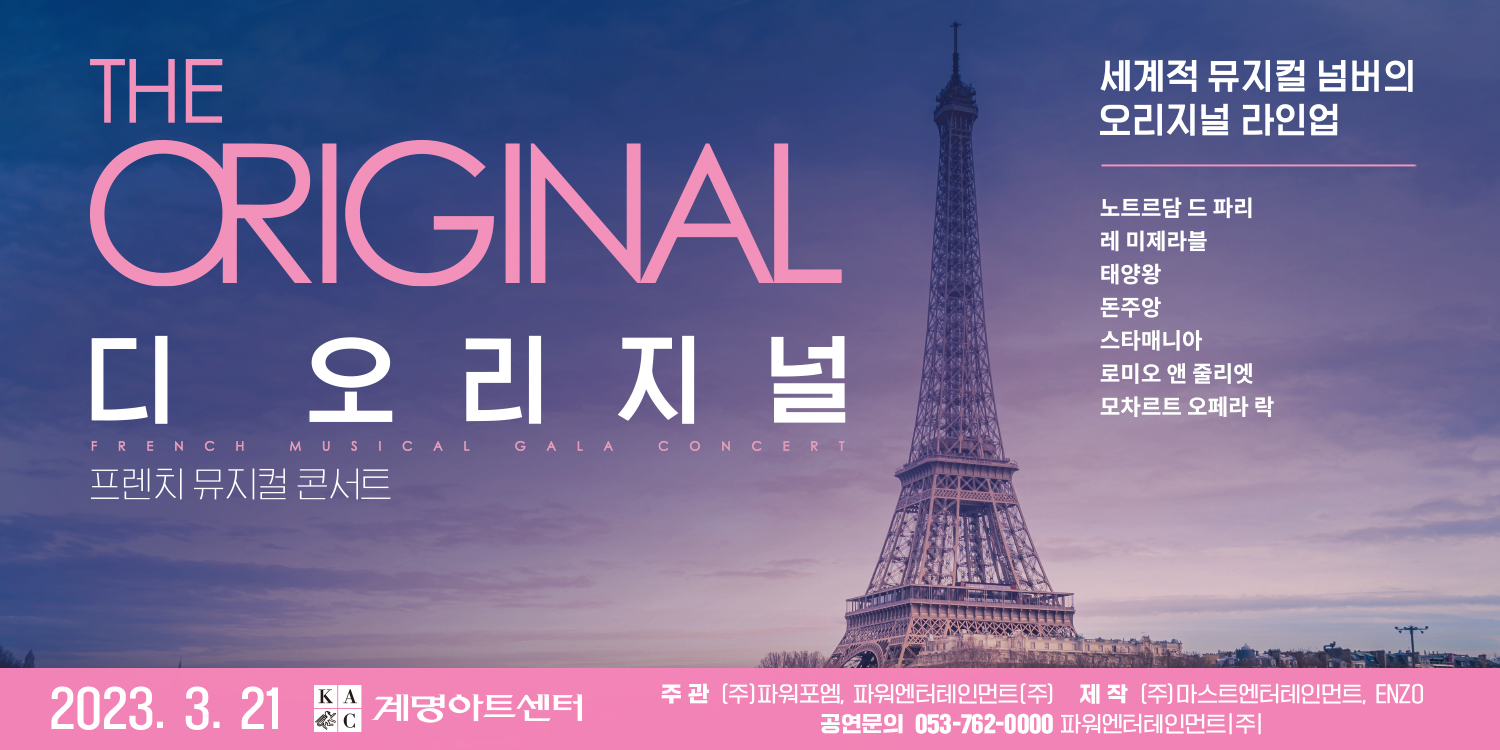 THE
ORIGINAL
디 오리지널
FRENCH MUSICAL GALA CONCERT
프렌치 뮤지컬 콘서트
세계적 뮤지컬 넘버의
오리지널 라인업
노트르담 드 파리
레 미제라블
태양왕
돈주앙
스타매니아
로미오 앤 줄리엣
모차르트 오페라 락
2023. 3. 21
K A
C
계명아트센터
주 관 (주)파워포엠, 파워엔터테인먼트(주) 제 작 (주)마스트엔터테인먼트, ENZO
공연문의 053-762-0000 파워엔터테인먼트|주|